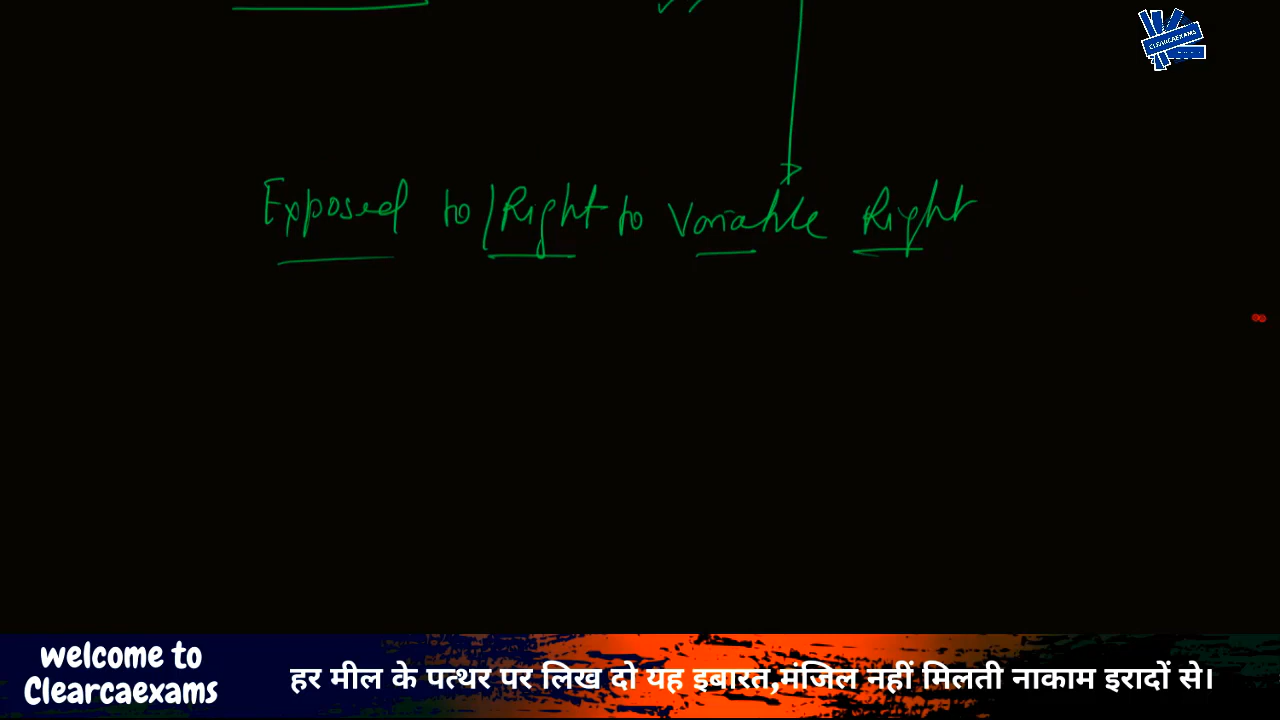 CLEARCAEXAMS
Exposed to/Right to Variable Right
welcome to
Clearcaexams
हर मील के पत्थर पर लिख दो यह इबारत,मंजिल नहीं मिलती नाकाम इरादों से।